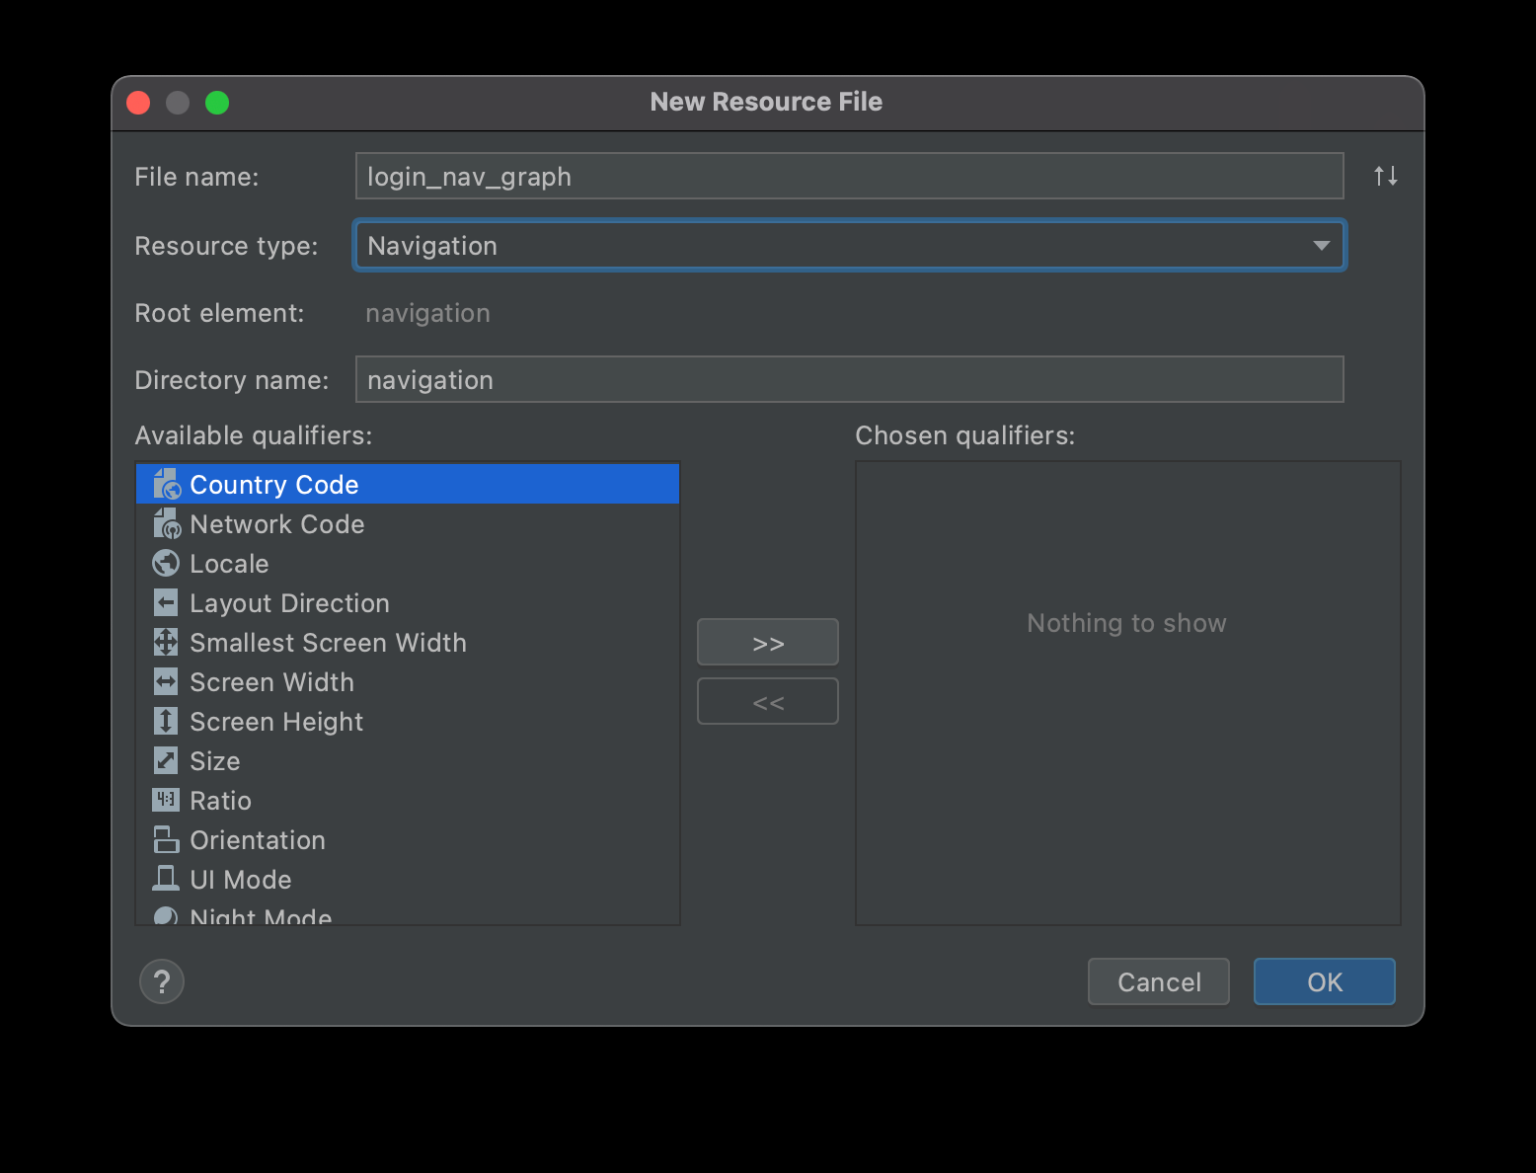 New Resource File
File name:
login_nav_graph
Resource type:
Navigation
Root element:
navigation
Directory name:
navigation
Available qualifiers:
Chosen qualifiers:
Country Code
Network Code
Locale
Layout Direction
Smallest Screen Width
Screen Width
Screen Height
Size
4:3
Ratio
Orientation
UI Mode
Night Mode
>>
<<
Nothing to show
?
Cancel
OK